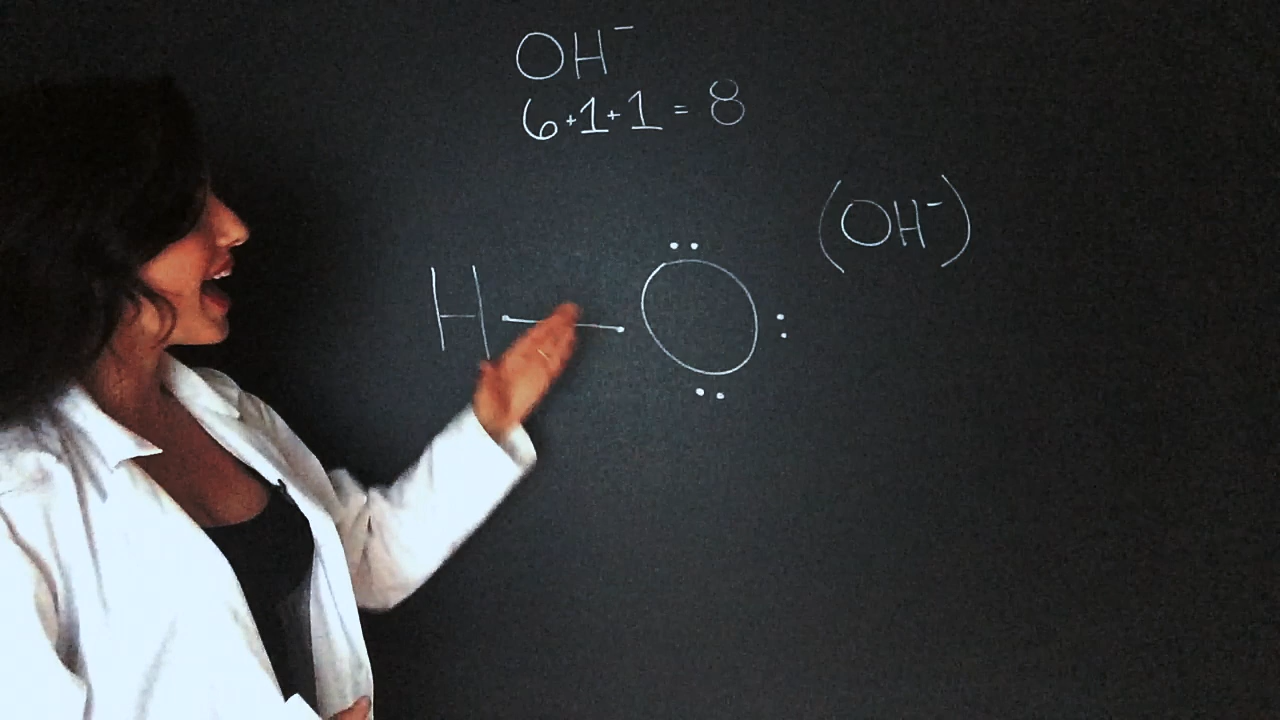 OH⁻
6+1+1 = 8
(OH⁻)
H—O